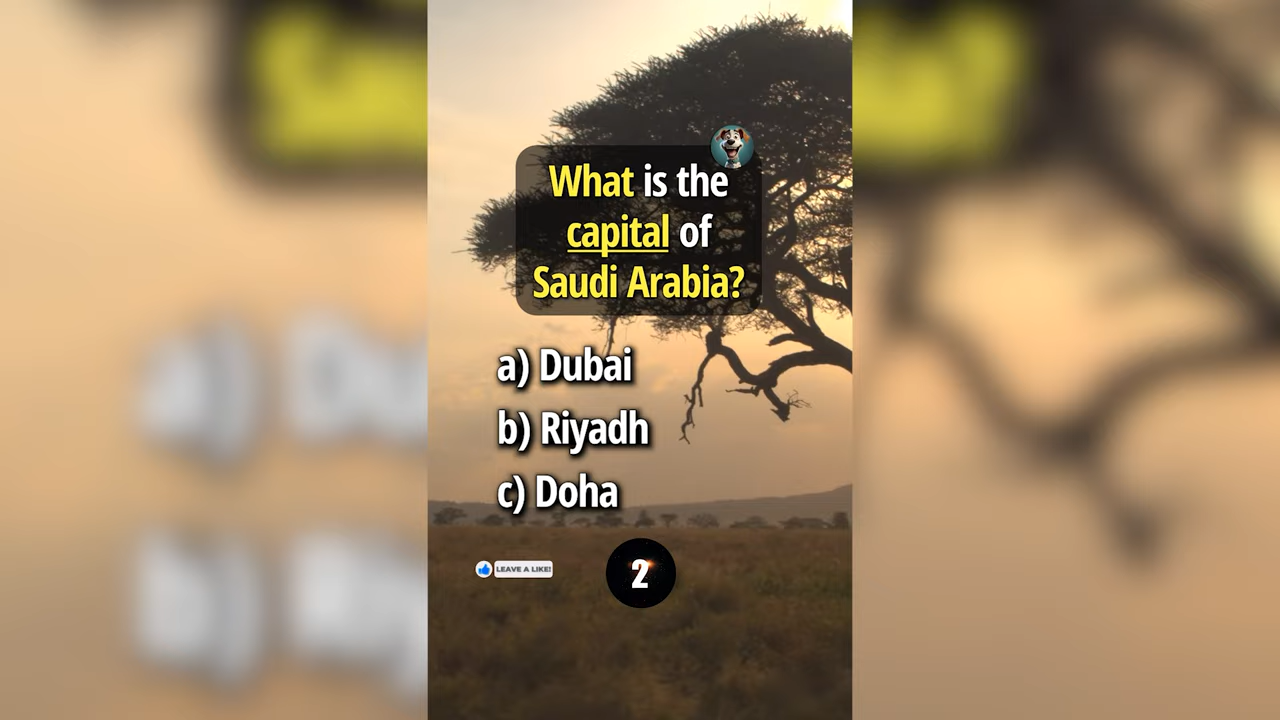 What is the
capital of
Saudi Arabia?
a) Dubai
b) Riyadh
c) Doha
LEAVE A LIKE!
2